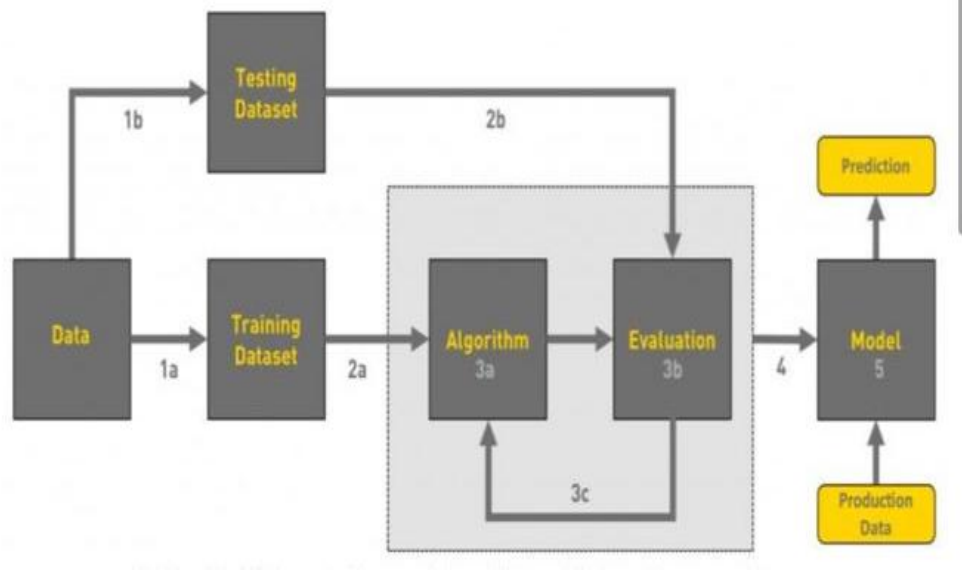 Testing
Dataset
1b
2b
Prediction
Data
1a
Training
Dataset
2a
Algorithm
3a
Evaluation
3b
4
Model
5
3c
Production
Data